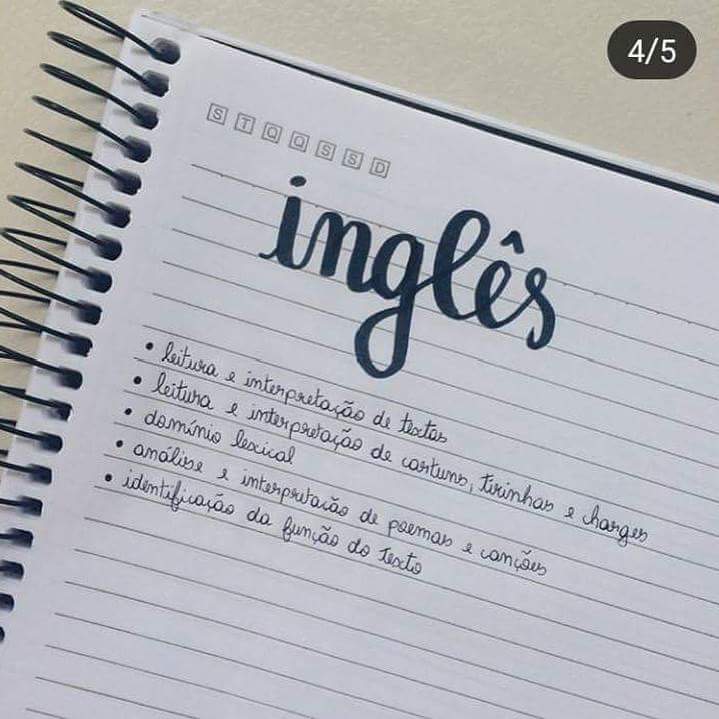 4/5
S T Q Q S S D
inglês
• leitura e interpretação de textos
• leitura e interpretação de cartuns, tirinhas e charges
• domínio lexical
• análise e interpretação de poemas e canções
• identificação da função do texto